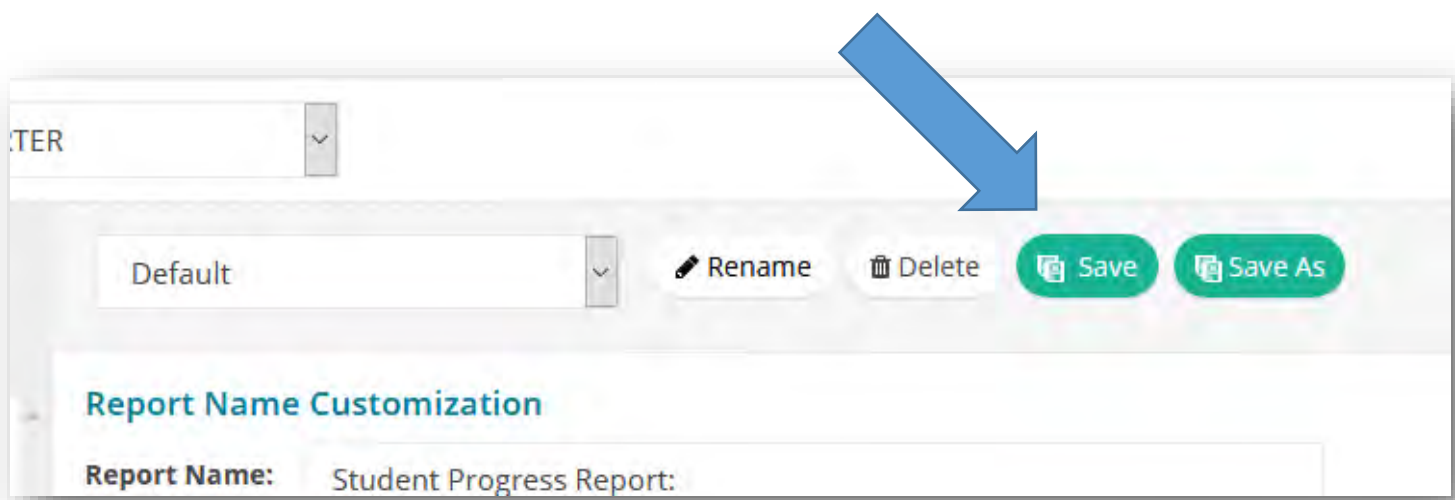 :TER
Default
Rename
Delete
Save
Save As
Report Name Customization
Report Name: Student Progress Report: